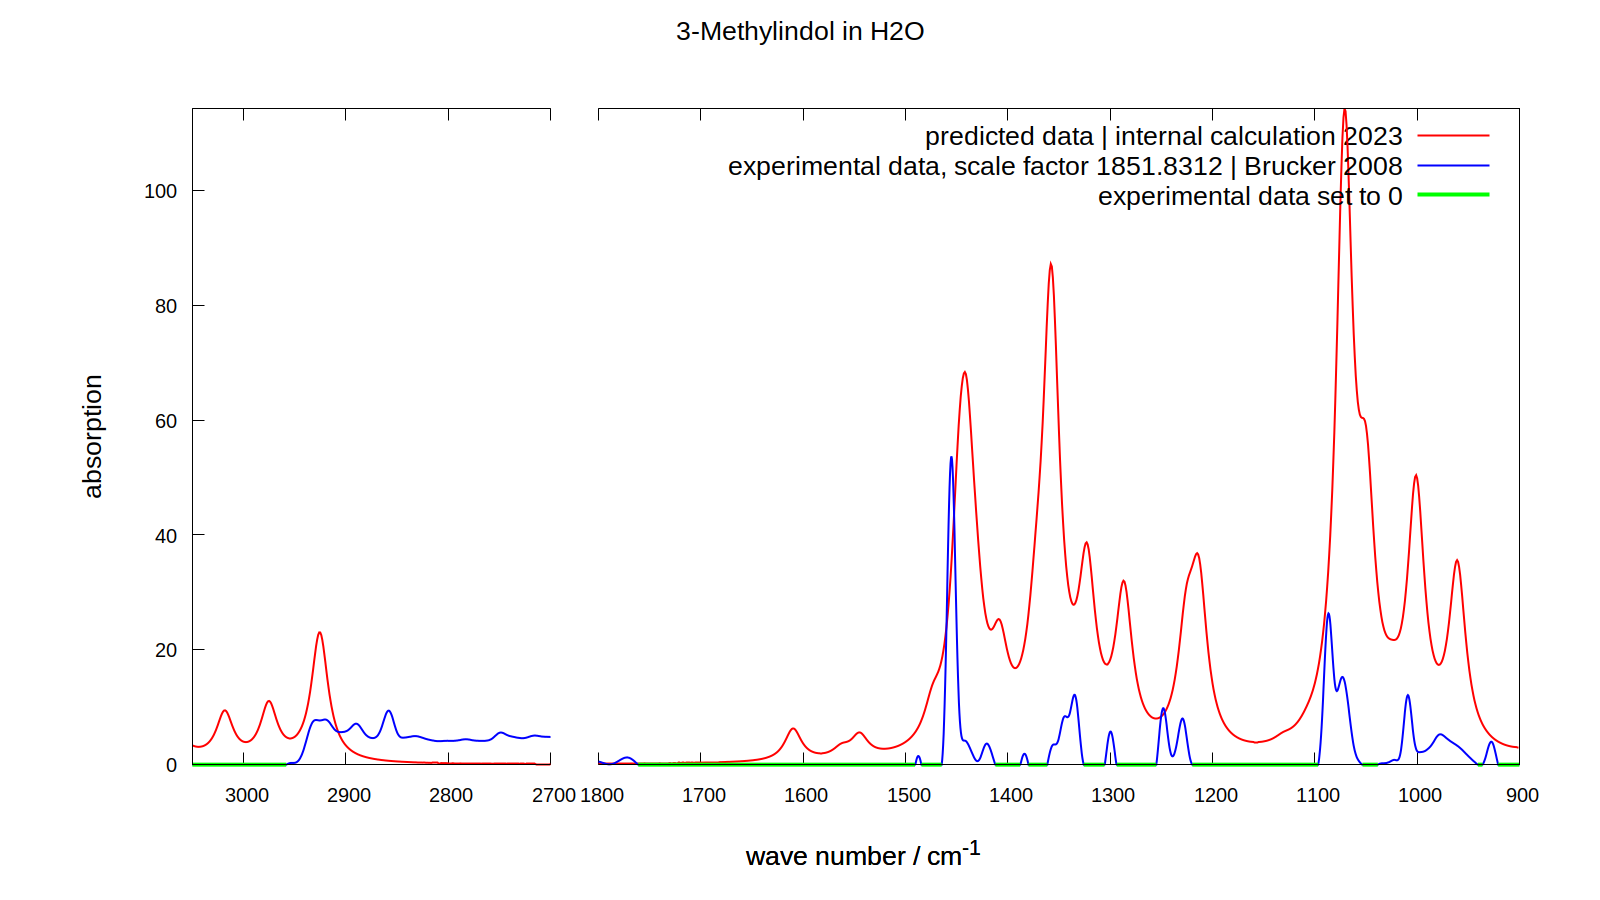 3-Methylindol in H2O
predicted data | internal calculation 2023
experimental data, scale factor 1851.8312 | Brucker 2008
experimental data set to 0
100
80
60
40
20
0
absorption
3000 2900 2800 2700 1800 1700 1600 1500 1400 1300 1200 1100 1000 900
wave number / cm-1